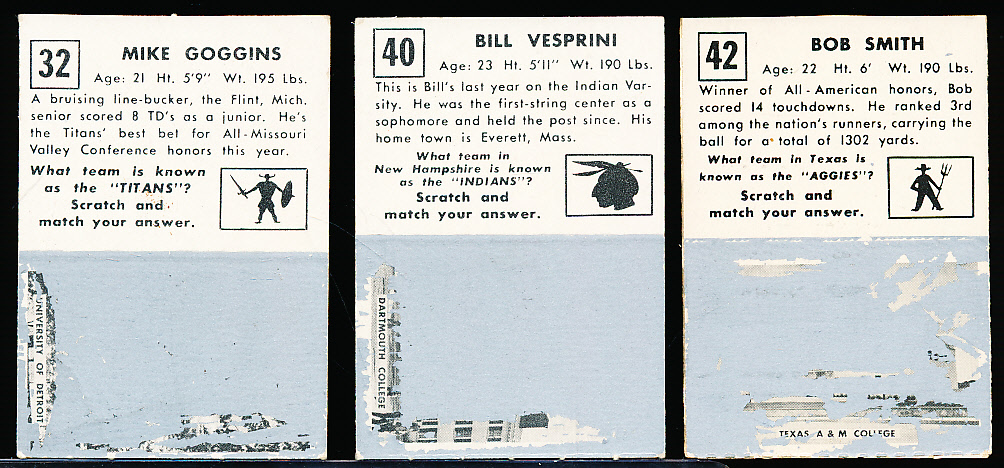 32
MIKE GOGGINS
Age: 21 Ht. 5'9" Wt. 195 Lbs.
A bruising line-bucker, the Flint, Mich.
senior scored 8 TD's as a junior. He's
the Titans' best bet for All-Missouri
Valley Conference honors this year.
What team is known
as the "TITANS"?
Scratch and
match your answer.
UNIVERSITY OF DETROIT
40
BILL VESPRINI
Age: 23 Ht. 5'11" Wt. 190 Lbs.
This is Bill's last year on the Indian Var-
sity. He was the first-string center as a
sophomore and held the post since. His
home town is Everett, Mass.
What team in
New Hampshire is known
as the "INDIANS"?
Scratch and
match your answer.
DARTMOUTH COLLEGE
42
BOB SMITH
Age: 22 Ht. 6' Wt. 190 Lbs.
Winner of All-American honors, Bob
scored 14 touchdowns. He ranked 3rd
among the nation's runners, carrying the
ball for a total of 1302 yards.
What team in Texas is
known as the "AGGIES"?
Scratch and
match your answer.
TEXAS A & M COLLEGE